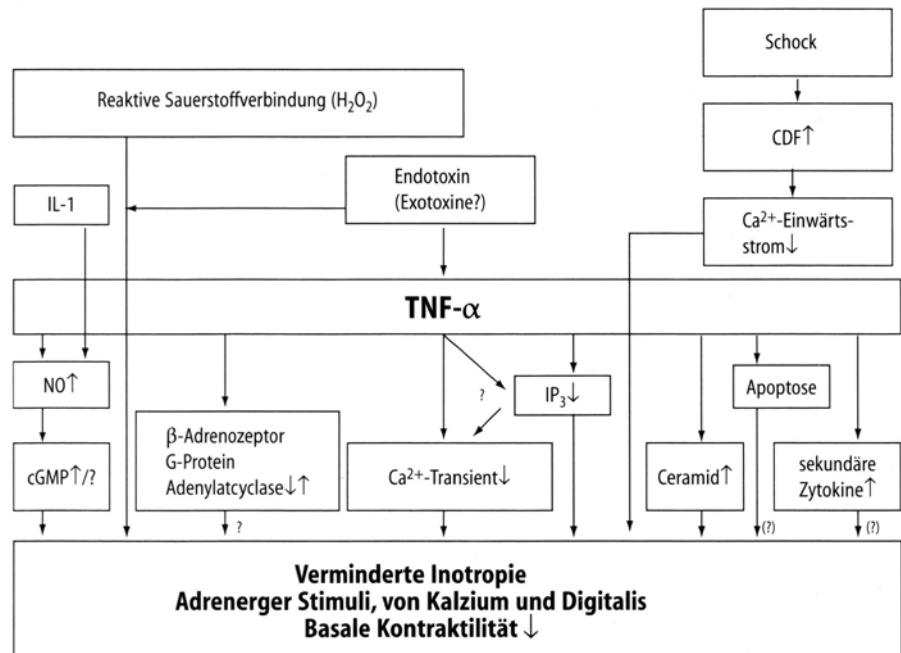 Schock
Reaktive Sauerstoffverbindung (H₂O₂)
CDF↑
IL-1
Endotoxin
(Exotoxine?)
Ca²⁺-Einwärts-
strom↓
TNF-α
NO↑
?
IP₃↓
Apoptose
β-Adrenozeptor
G-Protein
Adenylatcyclase↓↑
cGMP↑/?
Ca²⁺-Transient↓
Ceramid↑
sekundäre
Zytokine↑
?
(?)
(?)
Verminderte Inotropie
Adrenerger Stimuli, von Kalzium und Digitalis
Basale Kontraktilität↓